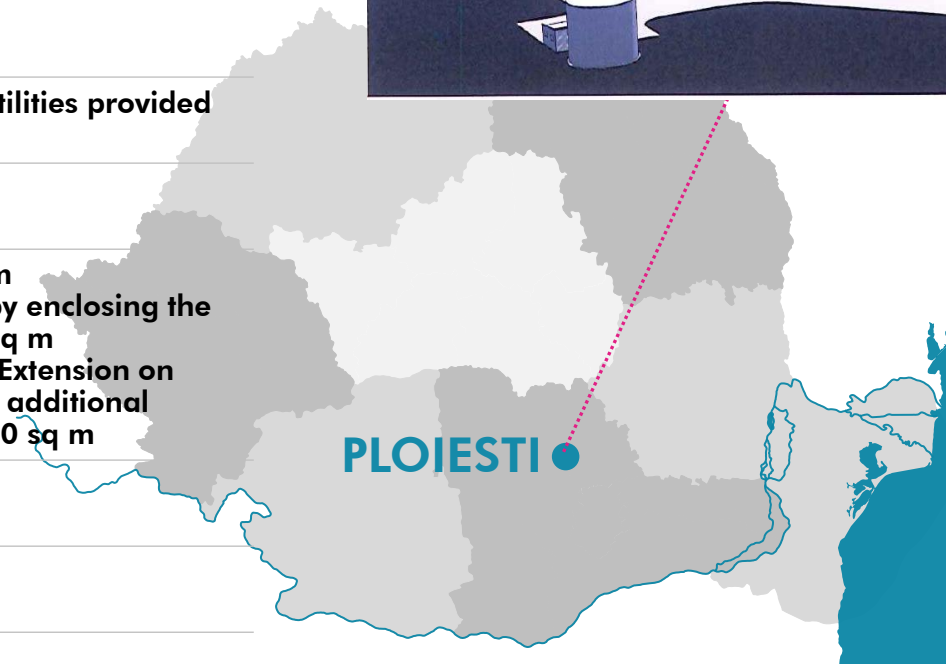 tilities provided
m
by enclosing the
q m
Extension on
additional
0 sq m
PLOIESTI